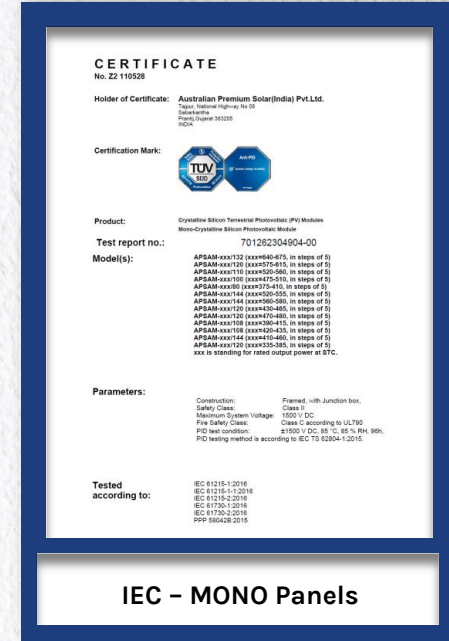 CERTIFICATE
No. Z2 110528
Holder of Certificate: Australian Premium Solar(India) Pvt.Ltd.
Tajpur, National Highway No 08
Sabarkantha
Prantij,Gujarat 383205
INDIA
Certification Mark:
TÜV
SÜD
Photovoltaics
Anti-PID
Product: Crystalline Silicon Terrestrial Photovoltaic (PV) Modules
Mono-Crystalline Silicon Photovoltaic Module
Test report no.: 701262304904-00
Model(s): APSAM-xxx/132 (xxx=640-675, in steps of 5)
APSAM-xxx/120 (xxx=575-615, in steps of 5)
APSAM-xxx/110 (xxx=520-560, in steps of 5)
APSAM-xxx/100 (xxx=475-510, in steps of 5)
APSAM-xxx/80 (xxx=375-410, in steps of 5)
APSAM-xxx/144 (xxx=520-555, in steps of 5)
APSAM-xxx/144 (xxx=560-580, in steps of 5)
APSAM-xxx/120 (xxx=430-465, in steps of 5)
APSAM-xxx/120 (xxx=470-480, in steps of 5)
APSAM-xxx/108 (xxx=390-415, in steps of 5)
APSAM-xxx/108 (xxx=420-435, in steps of 5)
APSAM-xxx/144 (xxx=410-460, in steps of 5)
APSAM-xxx/120 (xxx=335-385, in steps of 5)
xxx is standing for rated output power at STC.
Parameters:
Construction: Framed, with Junction box,
Safety Class: Class II
Maximum System Voltage: 1500 V DC
Fire Safety Class: Class C according to UL790
PID test condition: ±1500 V DC, 85 °C, 85 % RH, 96h,
PID testing method is according to IEC TS 62804-1:2015.
Tested according to: IEC 61215-1:2016
IEC 61215-1-1:2016
IEC 61215-2:2016
IEC 61730-1:2016
IEC 61730-2:2016
PPP 58042B:2015
IEC – MONO Panels